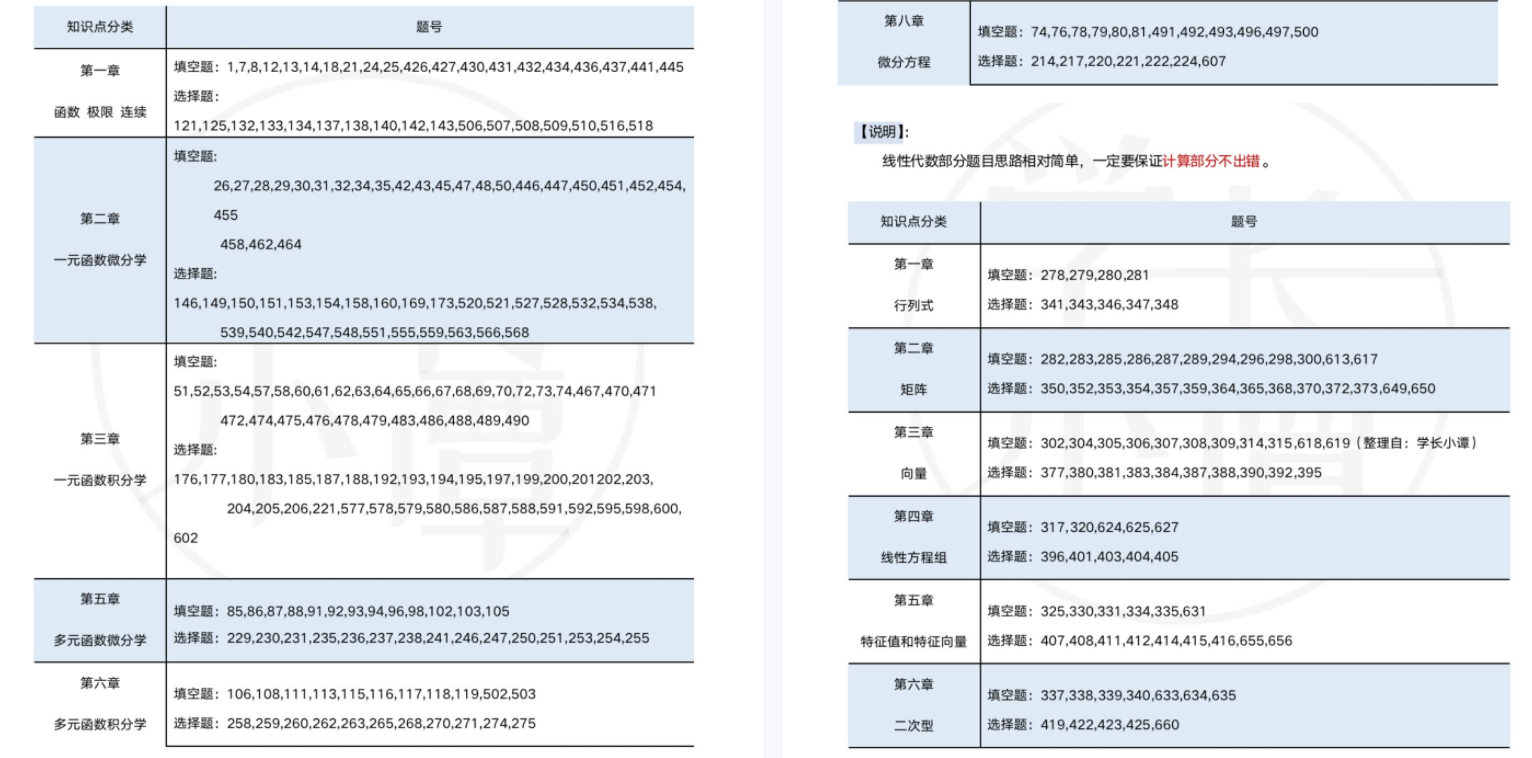 知识点分类 题号
第一章
函数 极限 连续
填空题：1,7,8,12,13,14,18,21,24,25,426,427,430,431,432,434,436,437,441,445
选择题：
121,125,132,133,134,137,138,140,142,143,506,507,508,509,510,516,518
第二章
一元函数微分学
填空题:
26,27,28,29,30,31,32,34,35,42,43,45,47,48,50,446,447,450,451,452,454,
455
458,462,464
选择题:
146,149,150,151,153,154,158,160,169,173,520,521,527,528,532,534,538,
539,540,542,547,548,551,555,559,563,566,568
第三章
一元函数积分学
填空题:
51,52,53,54,57,58,60,61,62,63,64,65,66,67,68,69,70,72,73,74,467,470,471
472,474,475,476,478,479,483,486,488,489,490
选择题：
176,177,180,183,185,187,188,192,193,194,195,197,199,200,201202,203,
204,205,206,221,577,578,579,580,586,587,588,591,592,595,598,600,
602
第五章
多元函数微分学
填空题：85,86,87,88,91,92,93,94,96,98,102,103,105
选择题：229,230,231,235,236,237,238,241,246,247,250,251,253,254,255
第六章
多元函数积分学
填空题：106,108,111,113,115,116,117,118,119,502,503
选择题：258,259,260,262,263,265,268,270,271,274,275
第八章
微分方程
填空题：74,76,78,79,80,81,491,492,493,496,497,500
选择题：214,217,220,221,222,224,607
【说明】：
线性代数部分题目思路相对简单，一定要保证计算部分不出错。
知识点分类 题号
第一章
行列式
填空题：278,279,280,281
选择题：341,343,346,347,348
第二章
矩阵
填空题：282,283,285,286,287,289,294,296,298,300,613,617
选择题：350,352,353,354,357,359,364,365,368,370,372,373,649,650
第三章
向量
填空题：302,304,305,306,307,308,309,314,315,618,619（整理自：学长小谭）
选择题：377,380,381,383,384,387,388,390,392,395
第四章
线性方程组
填空题：317,320,624,625,627
选择题：396,401,403,404,405
第五章
特征值和特征向量
填空题：325,330,331,334,335,631
选择题：407,408,411,412,414,415,416,655,656
第六章
二次型
填空题：337,338,339,340,633,634,635
选择题：419,422,423,425,660
小谭
学长
小谭